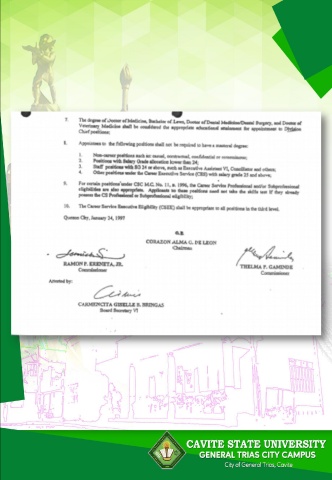 7. The degree of Doctor of Medicine, Bachelor of Laws, Doctor of Dental Medicine/Dental Surgery, and Doctor of
Veterinary Medicine shall be considered the appropriate educational attainment for appointment to Division
Chief positions;
8. Appointees to the following positions shall not be required to have a masteral degree:
1. Non-career positions such as casual, contractual, coterminous;
2. Positions with Salary Grade allocation lower than 24;
3. Staff positions with SG 24 or above, such as Executive Assistant VI, Consultants and others;
4. Other positions under the Career Executive Service (CES) with salary grade 25 and above.
9. For certain positions under CSC M.C. No. 11, s. 1996, the Career Service Professional and/or Subprofessional
eligibilities are also appropriate. Applicants to these positions need not take the skills test if they already
possess the CS Professional or Subprofessional eligibility;
10. The Career Service Executive Eligibility (CSEE) shall be appropriate to all positions in the third level.
Quezon City, January 24, 1997
CORAZON ALMA G. DE LEON
Chairman
RAMON P. ERENETA, JR.
Commissioner
THELMA P. GAMINDE
Commissioner
Attested by:
CARMENCITA GISELLE B. BRINGAS
Board Secretary VI
CAVITE STATE UNIVERSITY
GENERAL TRIAS CITY CAMPUS
City of General Trias, Cavite